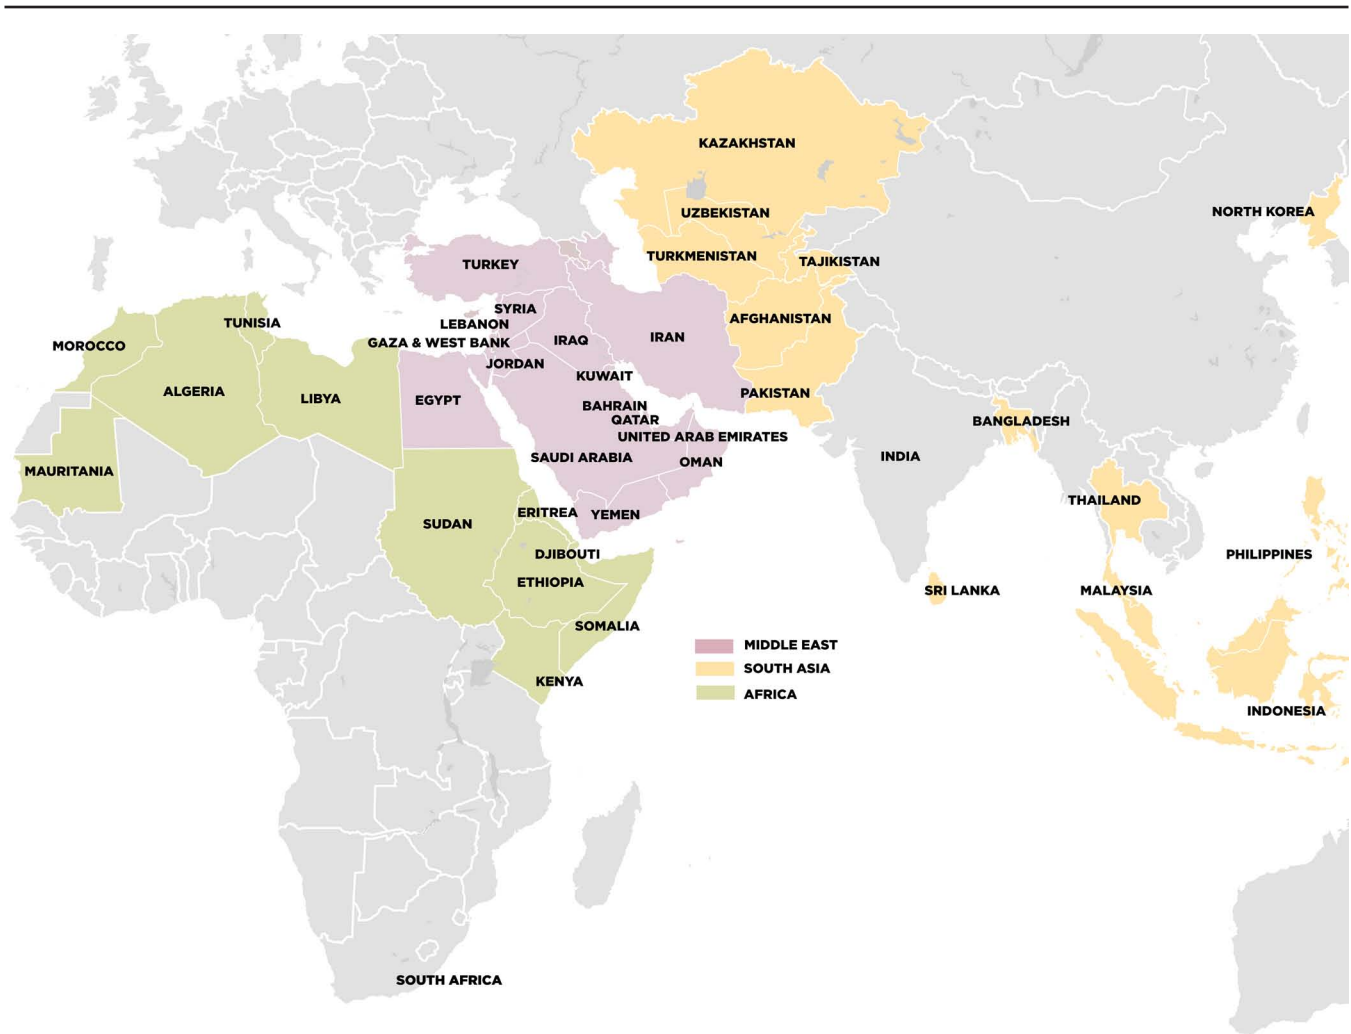 KAZAKHSTAN
NORTH KOREA
UZBEKISTAN
TURKMENISTAN
TAJIKISTAN
TURKEY
SYRIA
AFGHANISTAN
TUNISIA
LEBANON
IRAN
MOROCCO
GAZA & WEST BANK
IRAQ
JORDAN
KUWAIT
ALGERIA
PAKISTAN
LIBYA
EGYPT
BAHRAIN
QATAR
BANGLADESH
UNITED ARAB EMIRATES
INDIA
SAUDI ARABIA
OMAN
MAURITANIA
THAILAND
ERITREA
YEMEN
SUDAN
DJIBOUTI
PHILIPPINES
ETHIOPIA
SRI LANKA
MALAYSIA
SOMALIA
MIDDLE EAST
SOUTH ASIA
KENYA
AFRICA
INDONESIA
SOUTH AFRICA